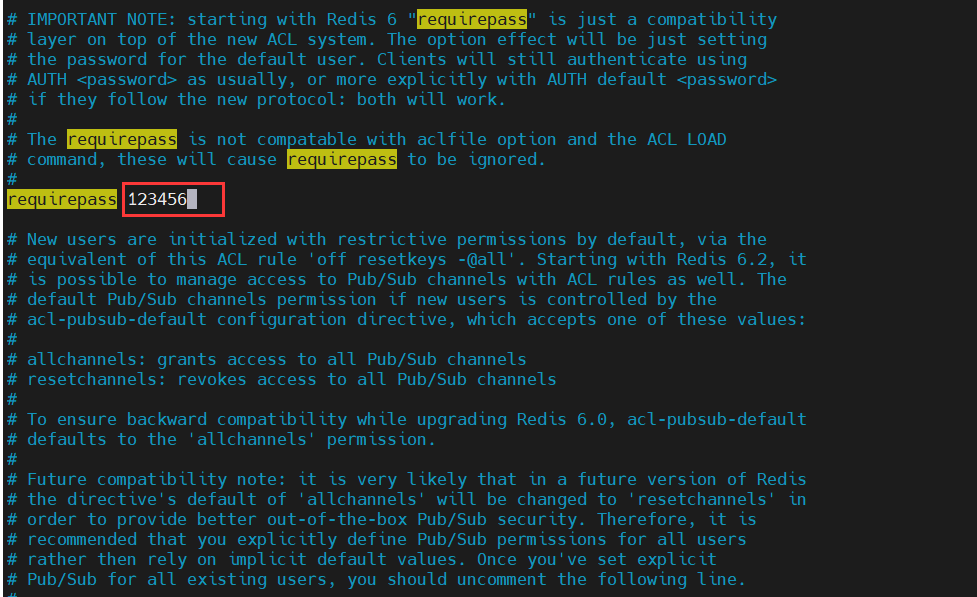 # IMPORTANT NOTE: starting with Redis 6 "requirepass" is just a compatibility
# layer on top of the new ACL system. The option effect will be just setting
# the password for the default user. Clients will still authenticate using
# AUTH <password> as usually, or more explicitly with AUTH default <password>
# if they follow the new protocol: both will work.
#
# The requirepass is not compatable with aclfile option and the ACL LOAD
# command, these will cause requirepass to be ignored.
#
requirepass 123456
# New users are initialized with restrictive permissions by default, via the
# equivalent of this ACL rule 'off resetkeys -@all'. Starting with Redis 6.2, it
# is possible to manage access to Pub/Sub channels with ACL rules as well. The
# default Pub/Sub channels permission if new users is controlled by the
# acl-pubsub-default configuration directive, which accepts one of these values:
#
# allchannels: grants access to all Pub/Sub channels
# resetchannels: revokes access to all Pub/Sub channels
#
# To ensure backward compatibility while upgrading Redis 6.0, acl-pubsub-default
# defaults to the 'allchannels' permission.
#
# Future compatibility note: it is very likely that in a future version of Redis
# the directive's default of 'allchannels' will be changed to 'resetchannels' in
# order to provide better out-of-the-box Pub/Sub security. Therefore, it is
# recommended that you explicitly define Pub/Sub permissions for all users
# rather then rely on implicit default values. Once you've set explicit
# Pub/Sub for all existing users, you should uncomment the following line.
#